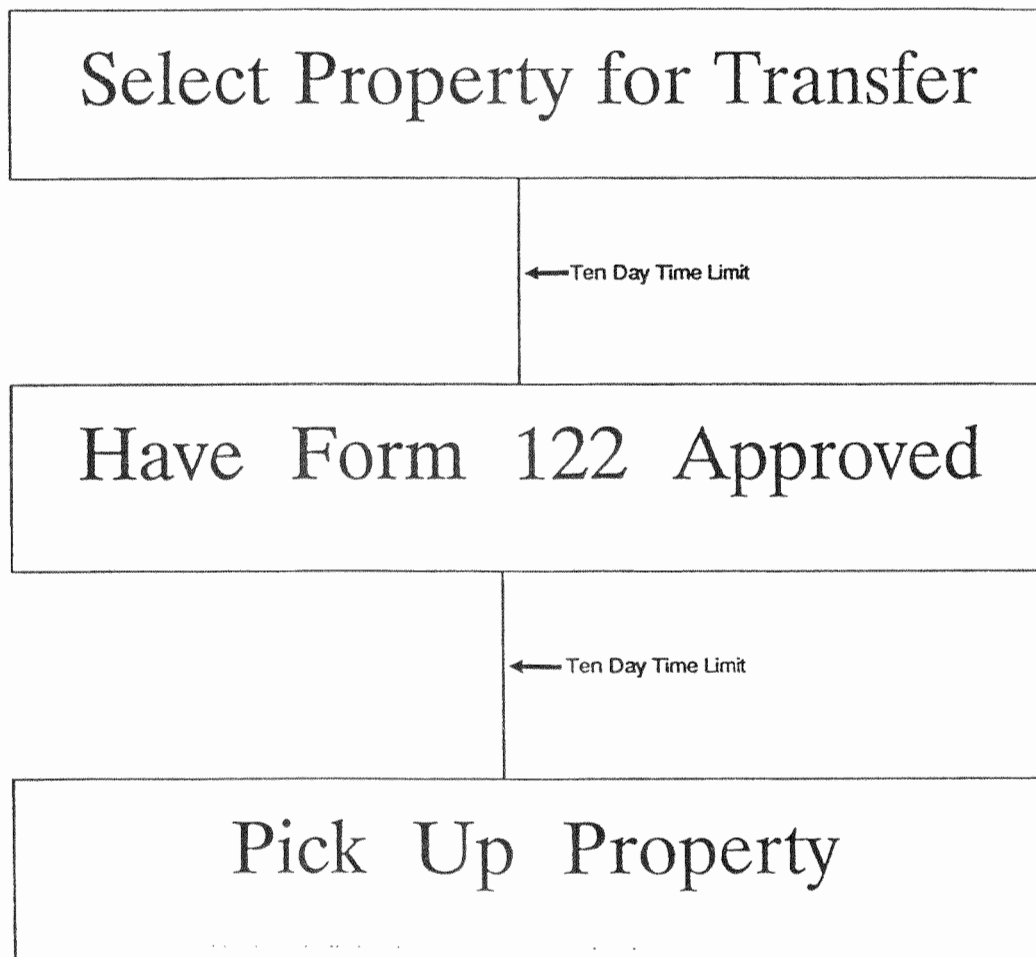 Select Property for Transfer
Ten Day Time Limit
Have Form 122 Approved
Ten Day Time Limit
Pick Up Property